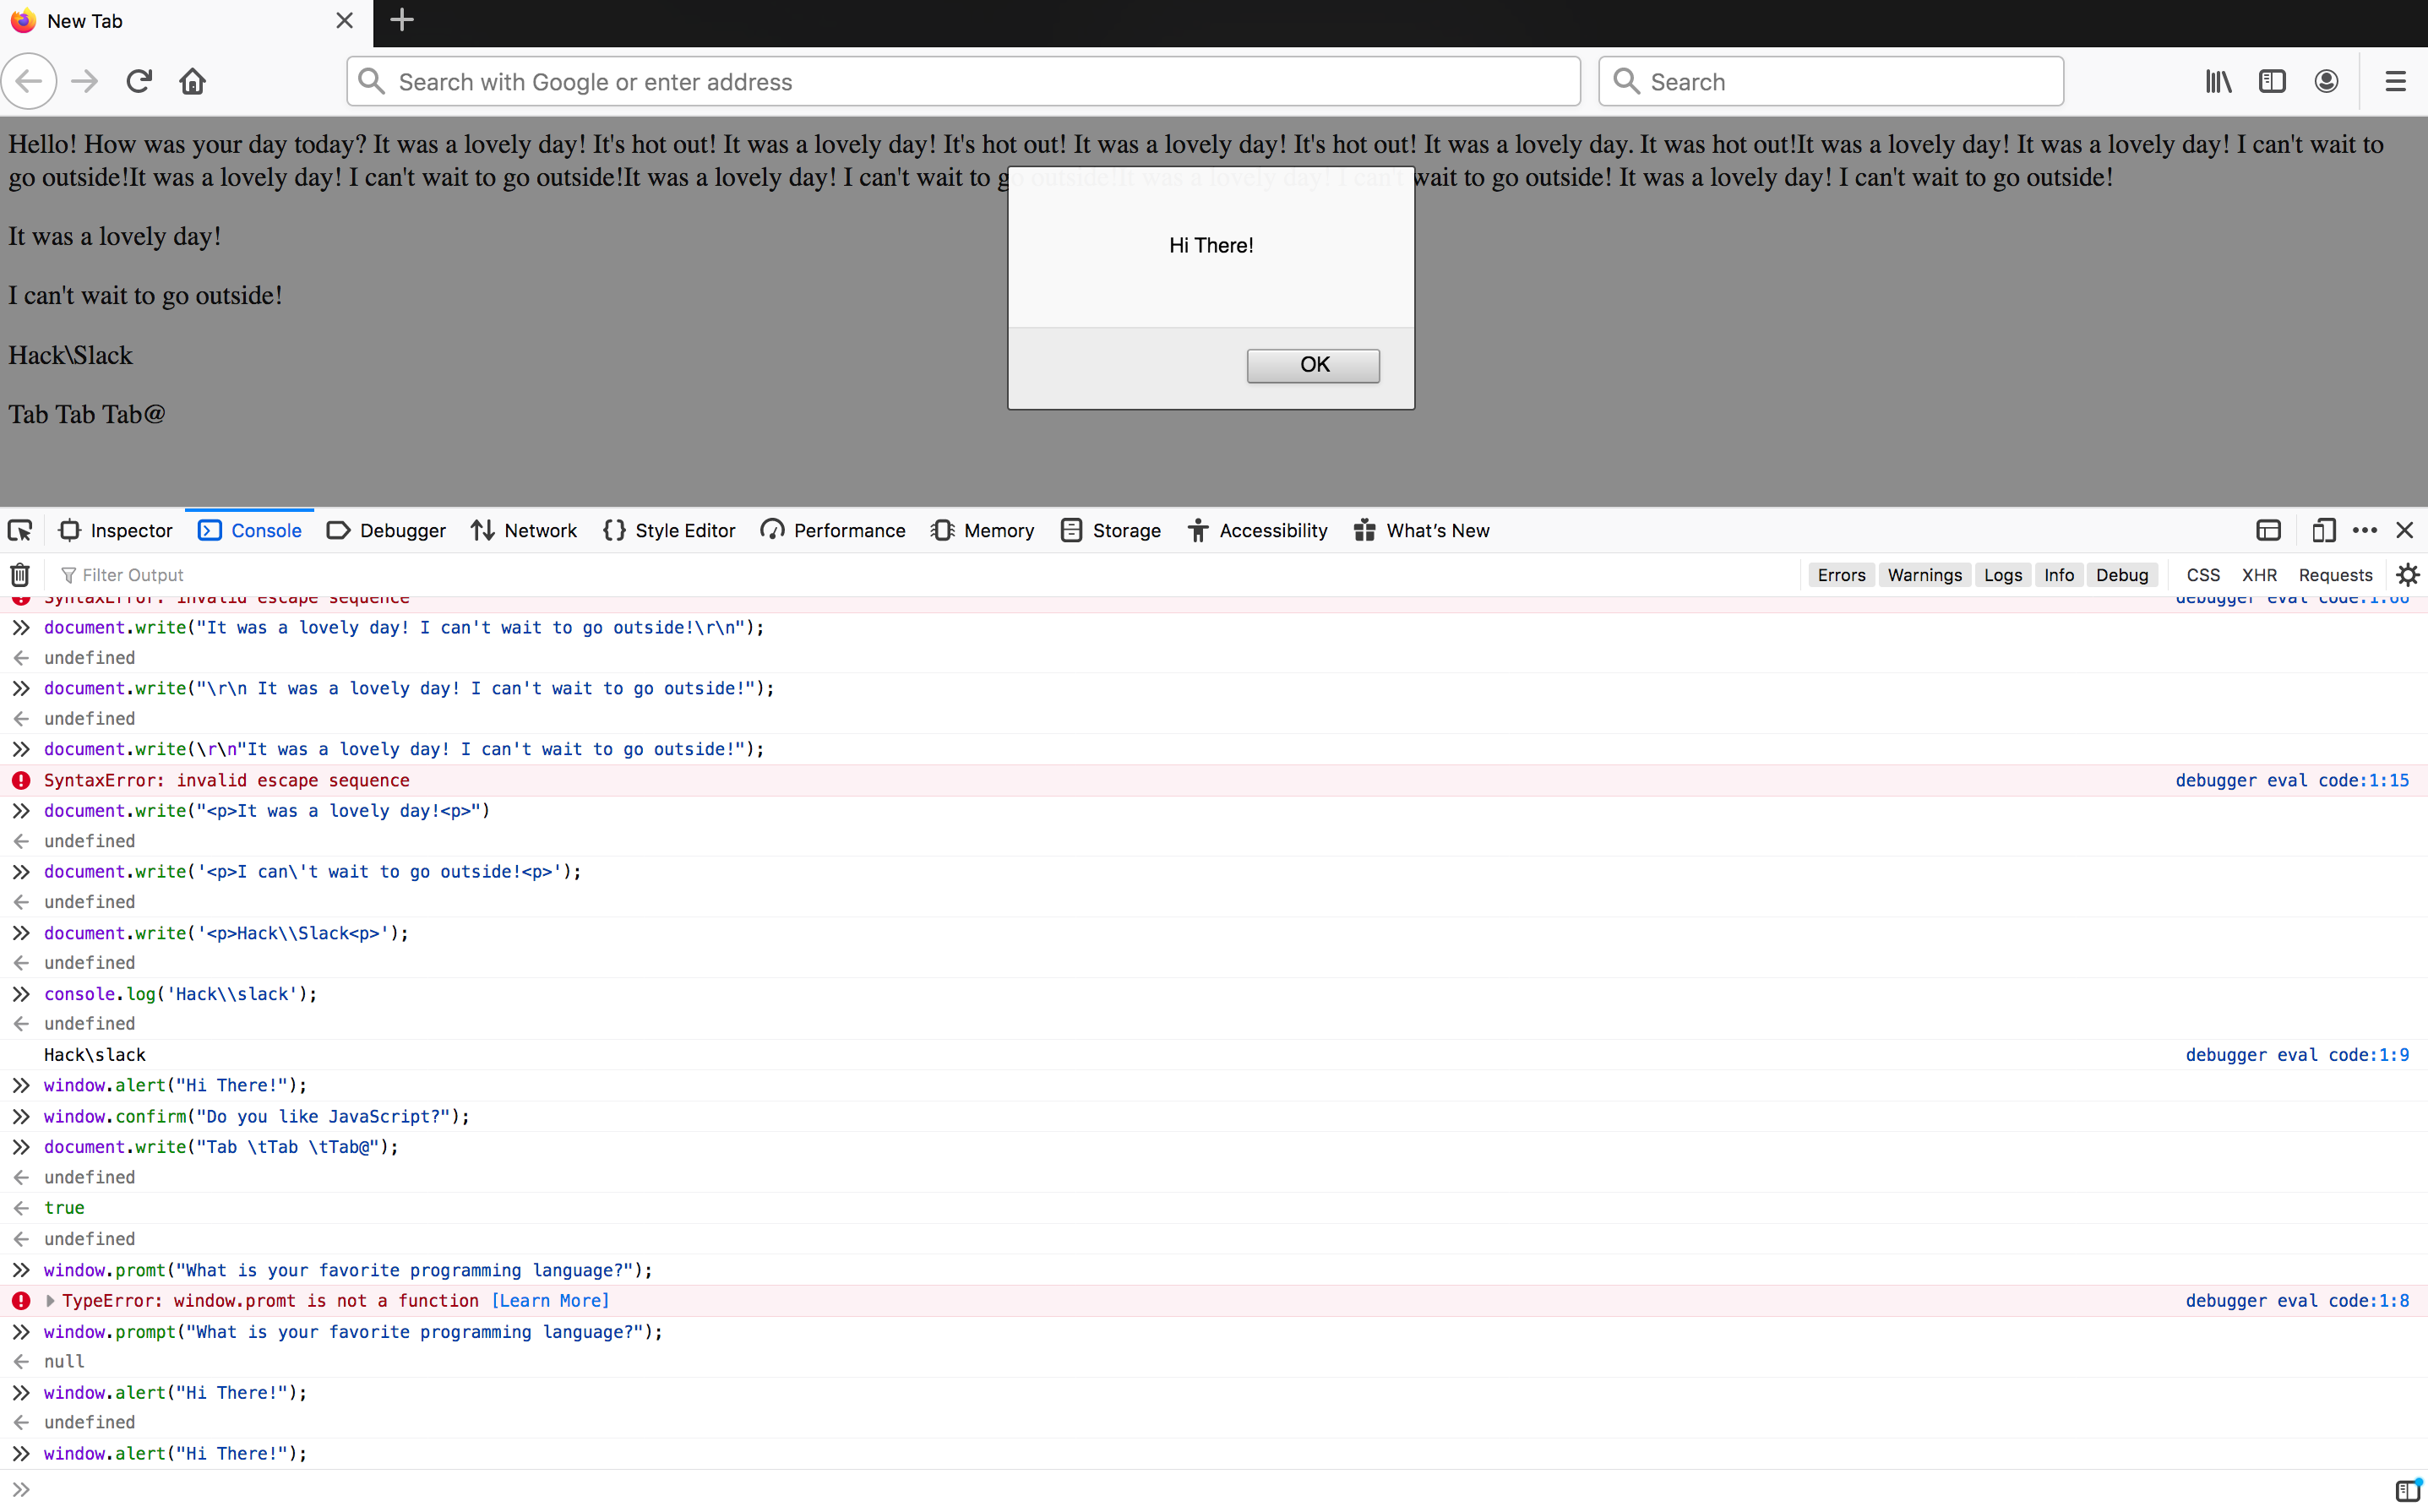 New Tab
Search with Google or enter address
Search
Hello! How was your day today? It was a lovely day! It's hot out! It was a lovely day! It's hot out! It was a lovely day! It's hot out! It was a lovely day. It was hot out!It was a lovely day! It was a lovely day! I can't wait to
go outside!It was a lovely day! I can't wait to go outside!It was a lovely day! I can't wait to go outside!It was a lovely day! I can't wait to go outside! It was a lovely day! I can't wait to go outside!
Hi There!
It was a lovely day!
I can't wait to go outside!
Hack\Slack
OK
Tab Tab Tab@
Inspector Console Debugger Network {} Style Editor Performance Memory Storage Accessibility What's New
Filter Output Errors Warnings Logs Info Debug CSS XHR Requests
SyntaxError: invalid escape sequence debugger eval code:1:66
document.write("It was a lovely day! I can't wait to go outside!\r\n");
undefined
document.write("\r\n It was a lovely day! I can't wait to go outside!");
undefined
document.write(\r\n"It was a lovely day! I can't wait to go outside!");
SyntaxError: invalid escape sequence debugger eval code:1:15
document.write("<p>It was a lovely day!<p>")
undefined
document.write('<p>I can\'t wait to go outside!<p>');
undefined
document.write('<p>Hack\\Slack<p>');
undefined
console.log('Hack\\slack');
undefined
Hack\slack debugger eval code:1:9
window.alert("Hi There!");
window.confirm("Do you like JavaScript?");
document.write("Tab \tTab \tTab@");
undefined
true
undefined
window.promt("What is your favorite programming language?");
TypeError: window.promt is not a function [Learn More] debugger eval code:1:8
window.prompt("What is your favorite programming language?");
null
window.alert("Hi There!");
undefined
window.alert("Hi There!");